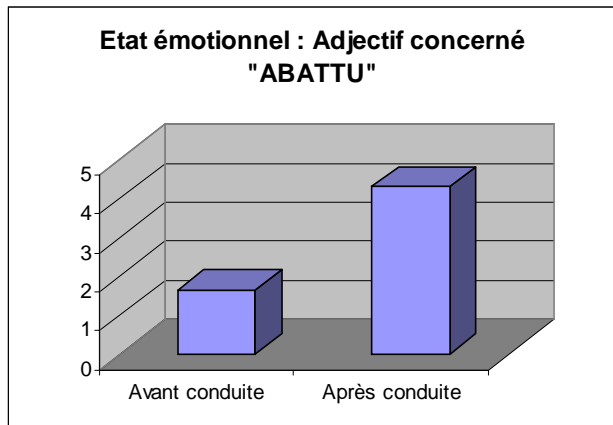 Etat émotionnel : Adjectif concerné
"ABATTU"
5
4
3
2
1
0
Avant conduite
Après conduite